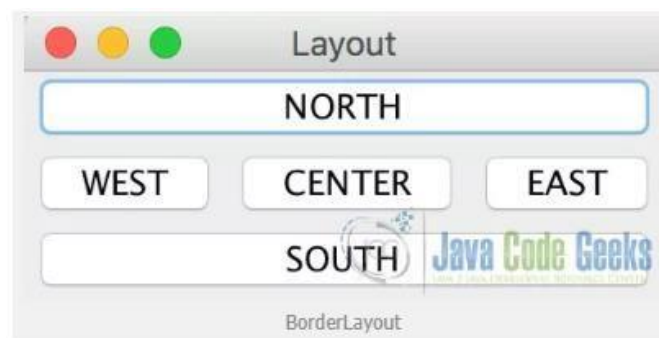 Layout
NORTH
WEST CENTER EAST
SOUTH
Java Code Geeks
BorderLayout